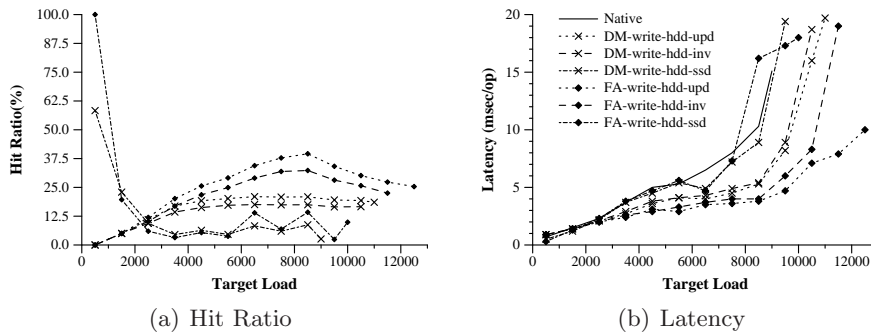 100.0
87.5
75.0
62.5
50.0
37.5
25.0
12.5
0.0
Hit Ratio(%)
0 2000 4000 6000 8000 10000 12000
Target Load
(a) Hit Ratio
20
15
10
5
0
Latency (msec/op)
Native
DM-write-hdd-upd
DM-write-hdd-inv
DM-write-hdd-ssd
FA-write-hdd-upd
FA-write-hdd-inv
FA-write-hdd-ssd
0 2000 4000 6000 8000 10000 12000
Target Load
(b) Latency